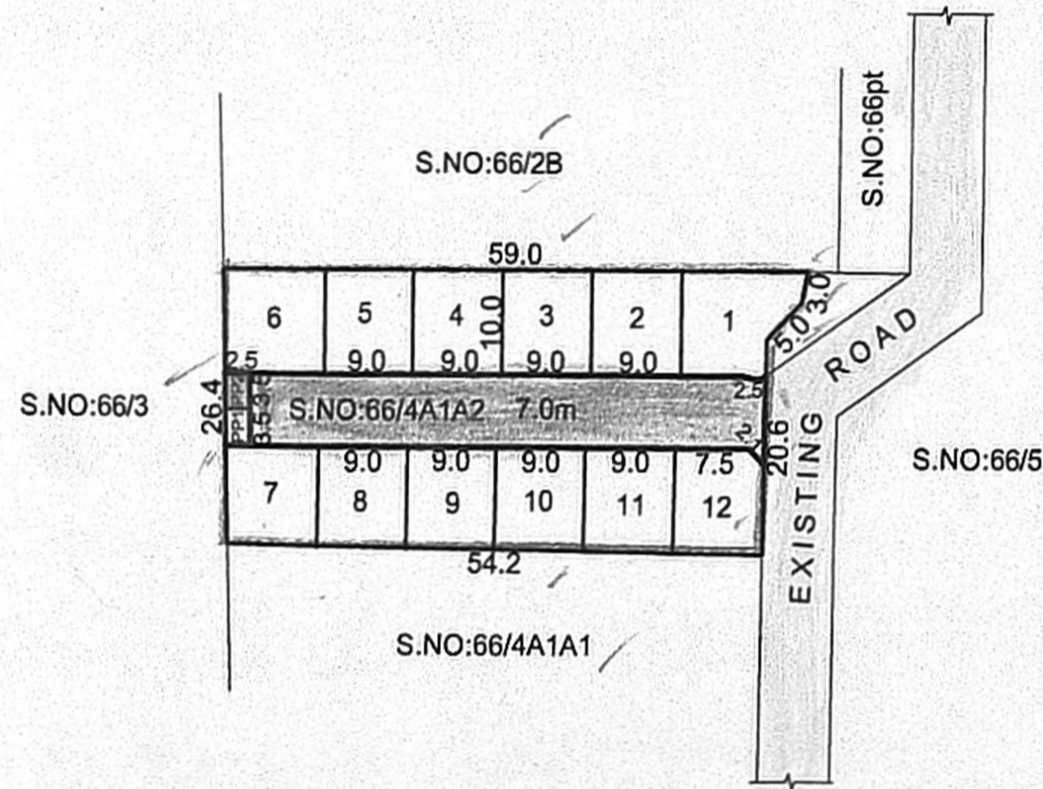 S.NO:66pt
S.NO:66/2B
59.0
6 5 4 10.0 3 2 1
5.0 3.0
9.0 9.0 9.0 9.0
2.5
2.5
S.NO:66/3
26.4
PP1
3.5
S.NO:66/4A1A2 7.0m
20.6
EXISTING ROAD
9.0 9.0 9.0 9.0 7.5
7 8 9 10 11 12
S.NO:66/5
54.2
S.NO:66/4A1A1